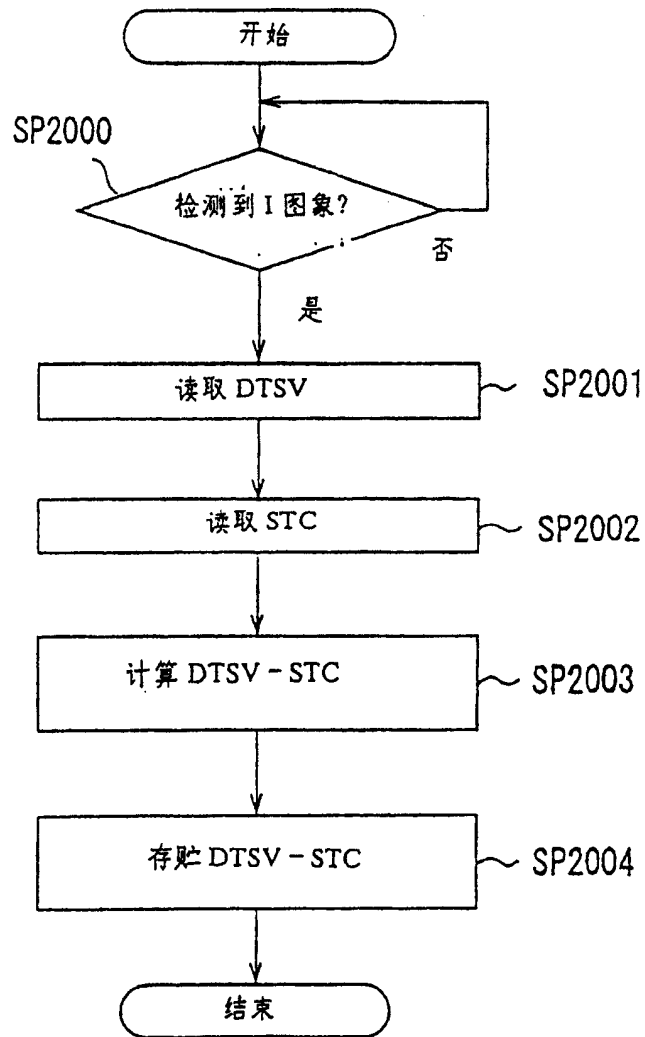 开始
SP2000
检测到 I 图象?
否
是
读取 DTSV
SP2001
读取 STC
SP2002
计算 DTSV - STC
SP2003
存贮 DTSV - STC
SP2004
结束